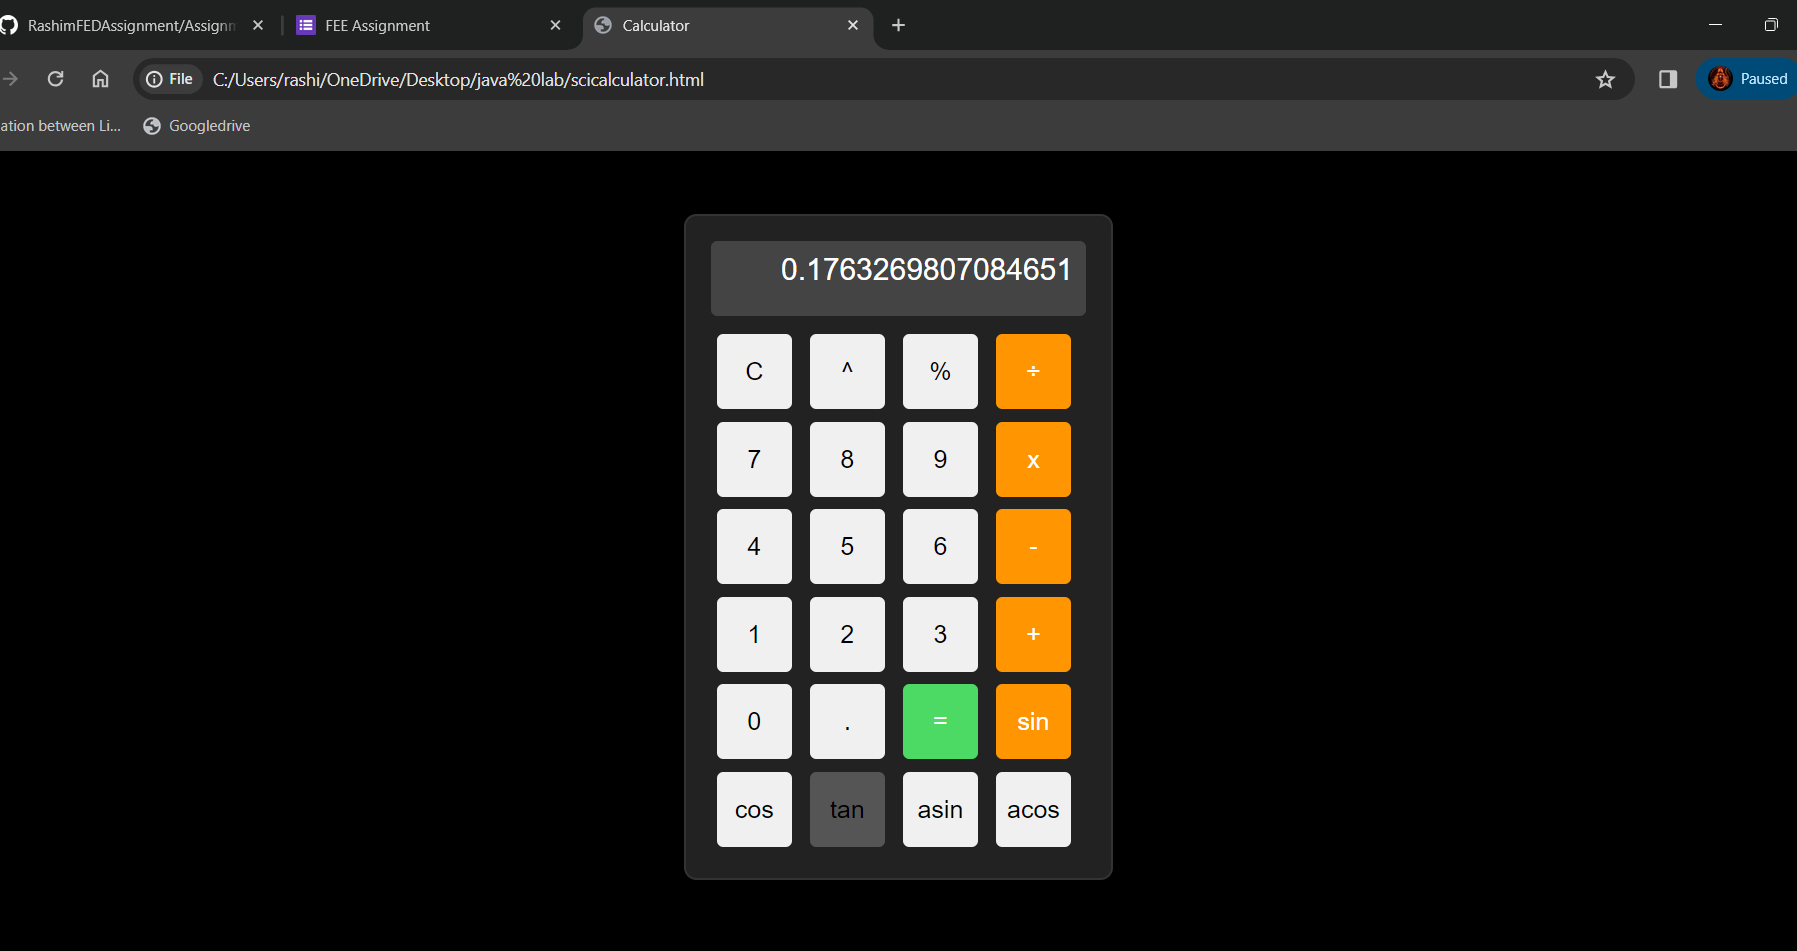 RashimFEDAssignment/Assignm
FEE Assignment
Calculator
File
C:/Users/rashi/OneDrive/Desktop/java%20lab/scicalculator.html
Paused
ation between Li...
Googledrive
0.1763269807084651
C ^ % ÷
7 8 9 x
4 5 6 -
1 2 3 +
0 . = sin
cos tan asin acos